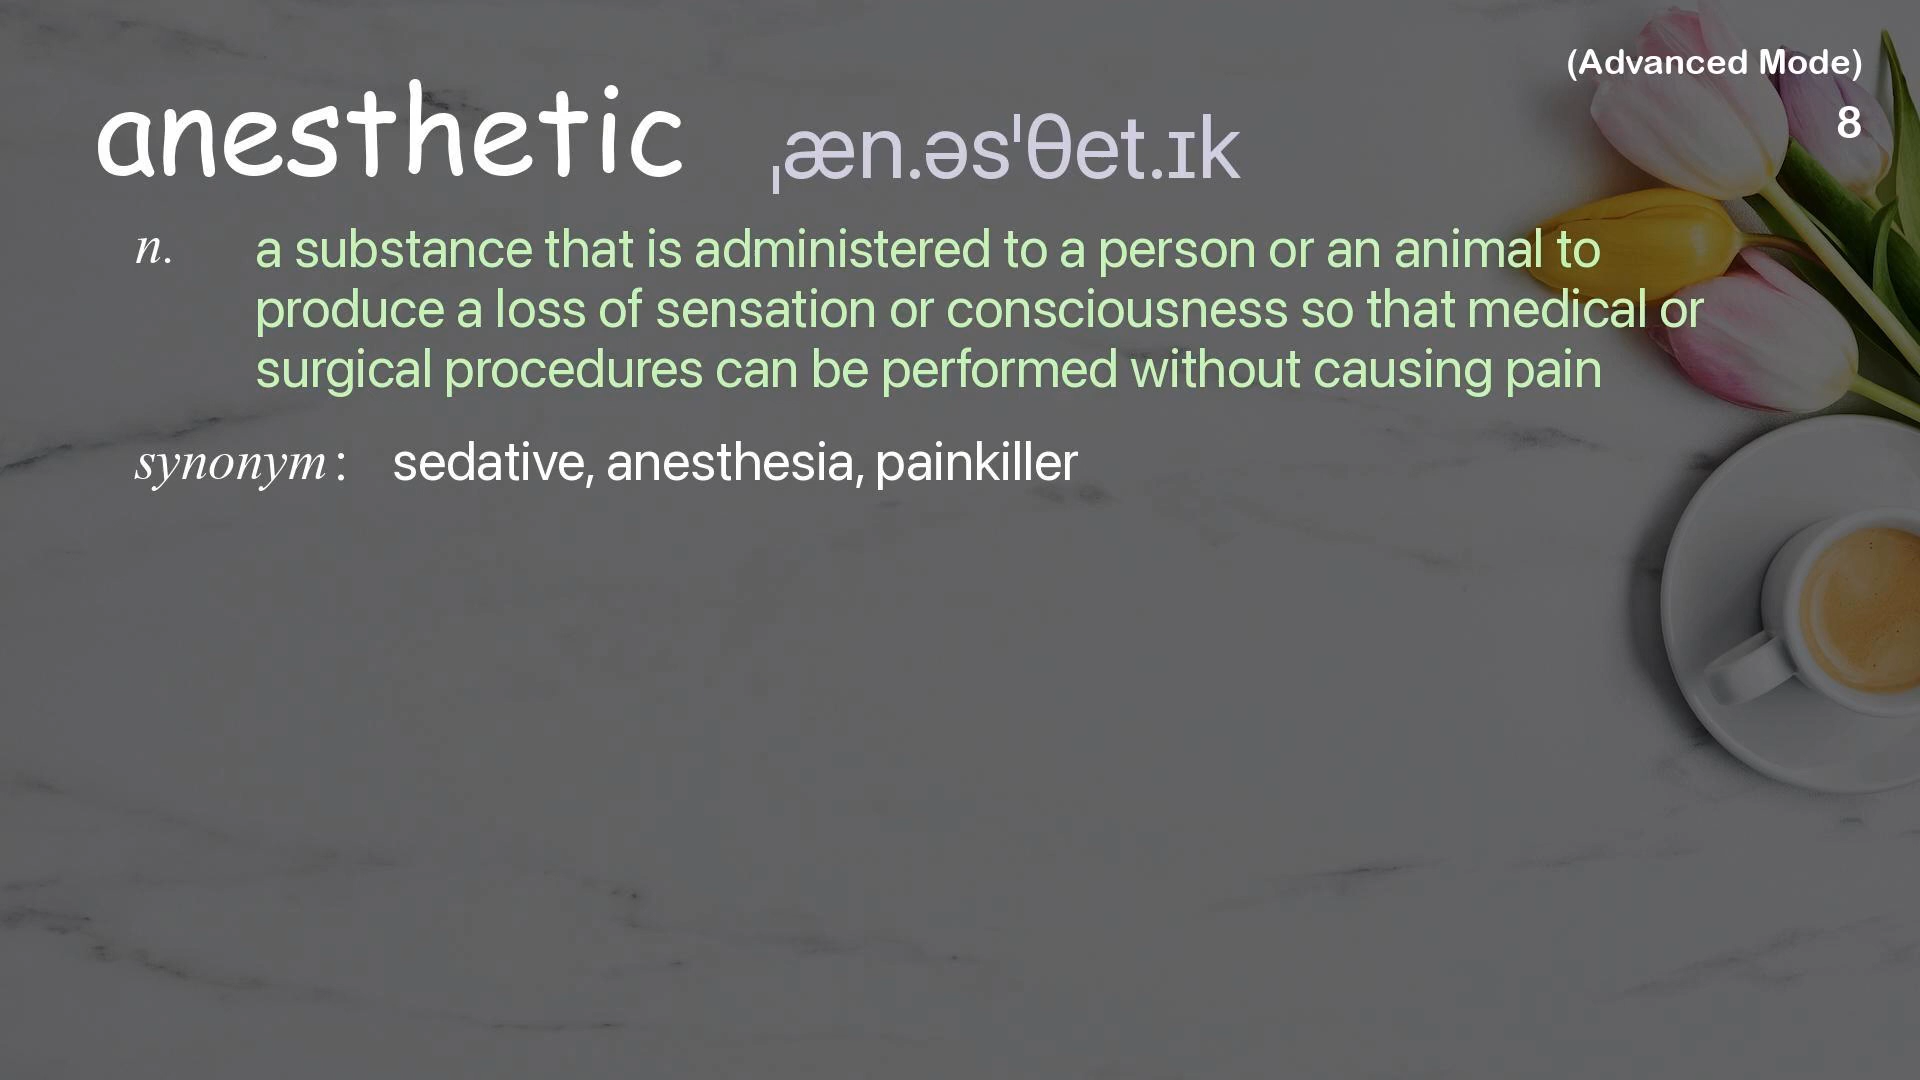 (Advanced Mode)
8
anesthetic ˌæn.əsˈθet.ɪk
n. a substance that is administered to a person or an animal to
produce a loss of sensation or consciousness so that medical or
surgical procedures can be performed without causing pain
synonym : sedative, anesthesia, painkiller